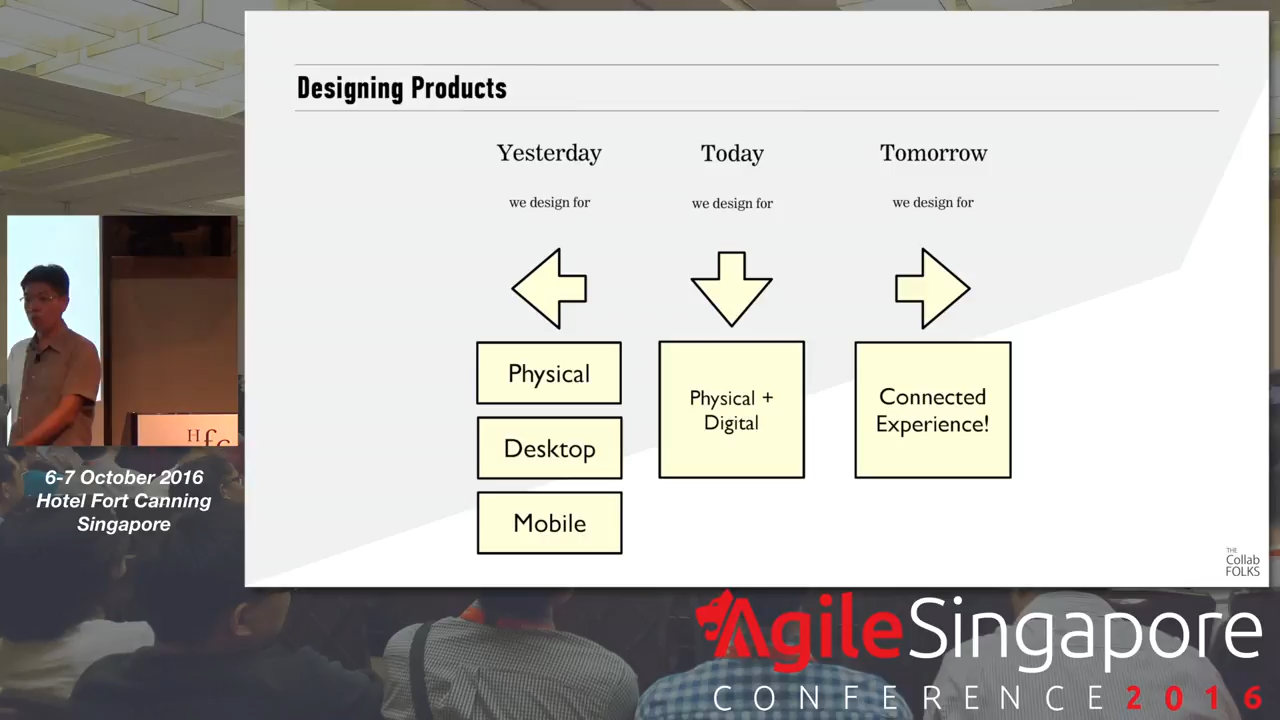 Designing Products
Yesterday
Today
Tomorrow
we design for
we design for
we design for
Physical
Desktop
Mobile
Physical +
Digital
Connected
Experience!
THE
Collab
FOLKS
Hfc
6-7 October 2016
Hotel Fort Canning
Singapore
AgileSingapore
CONFERENCE 2016